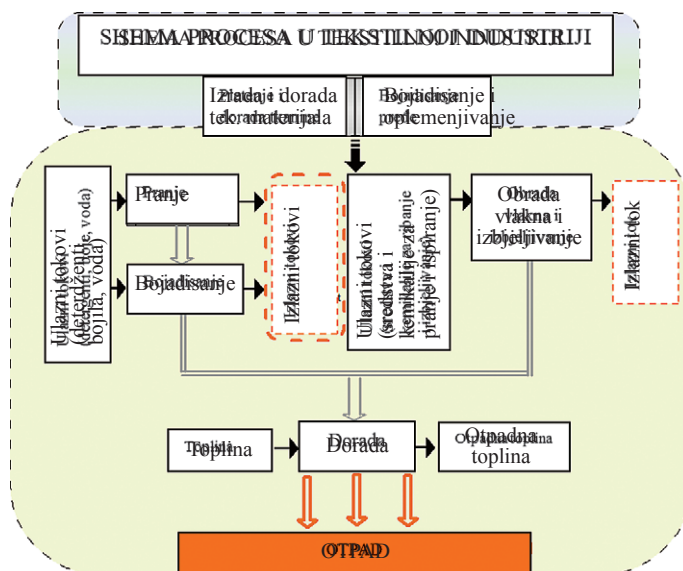 SHEMA PROCESA U TEKSTILNOJ INDUSTRIJI
Izrada i dorada
tek. materijala
Bojadisanje i
oplemenjivanje
Ulazni tokovi
(deterdženti,
bojila, voda)
Pranje
Bojadisanje
Izlazni tokovi
Ulazni tokovi
(sredstva i
kemikalije za
pranje i ispiranje)
Obrada
vlakna i
izbjeljivanje
Izlazni tok
Toplina
Dorada
Otpadna
toplina
OTPAD